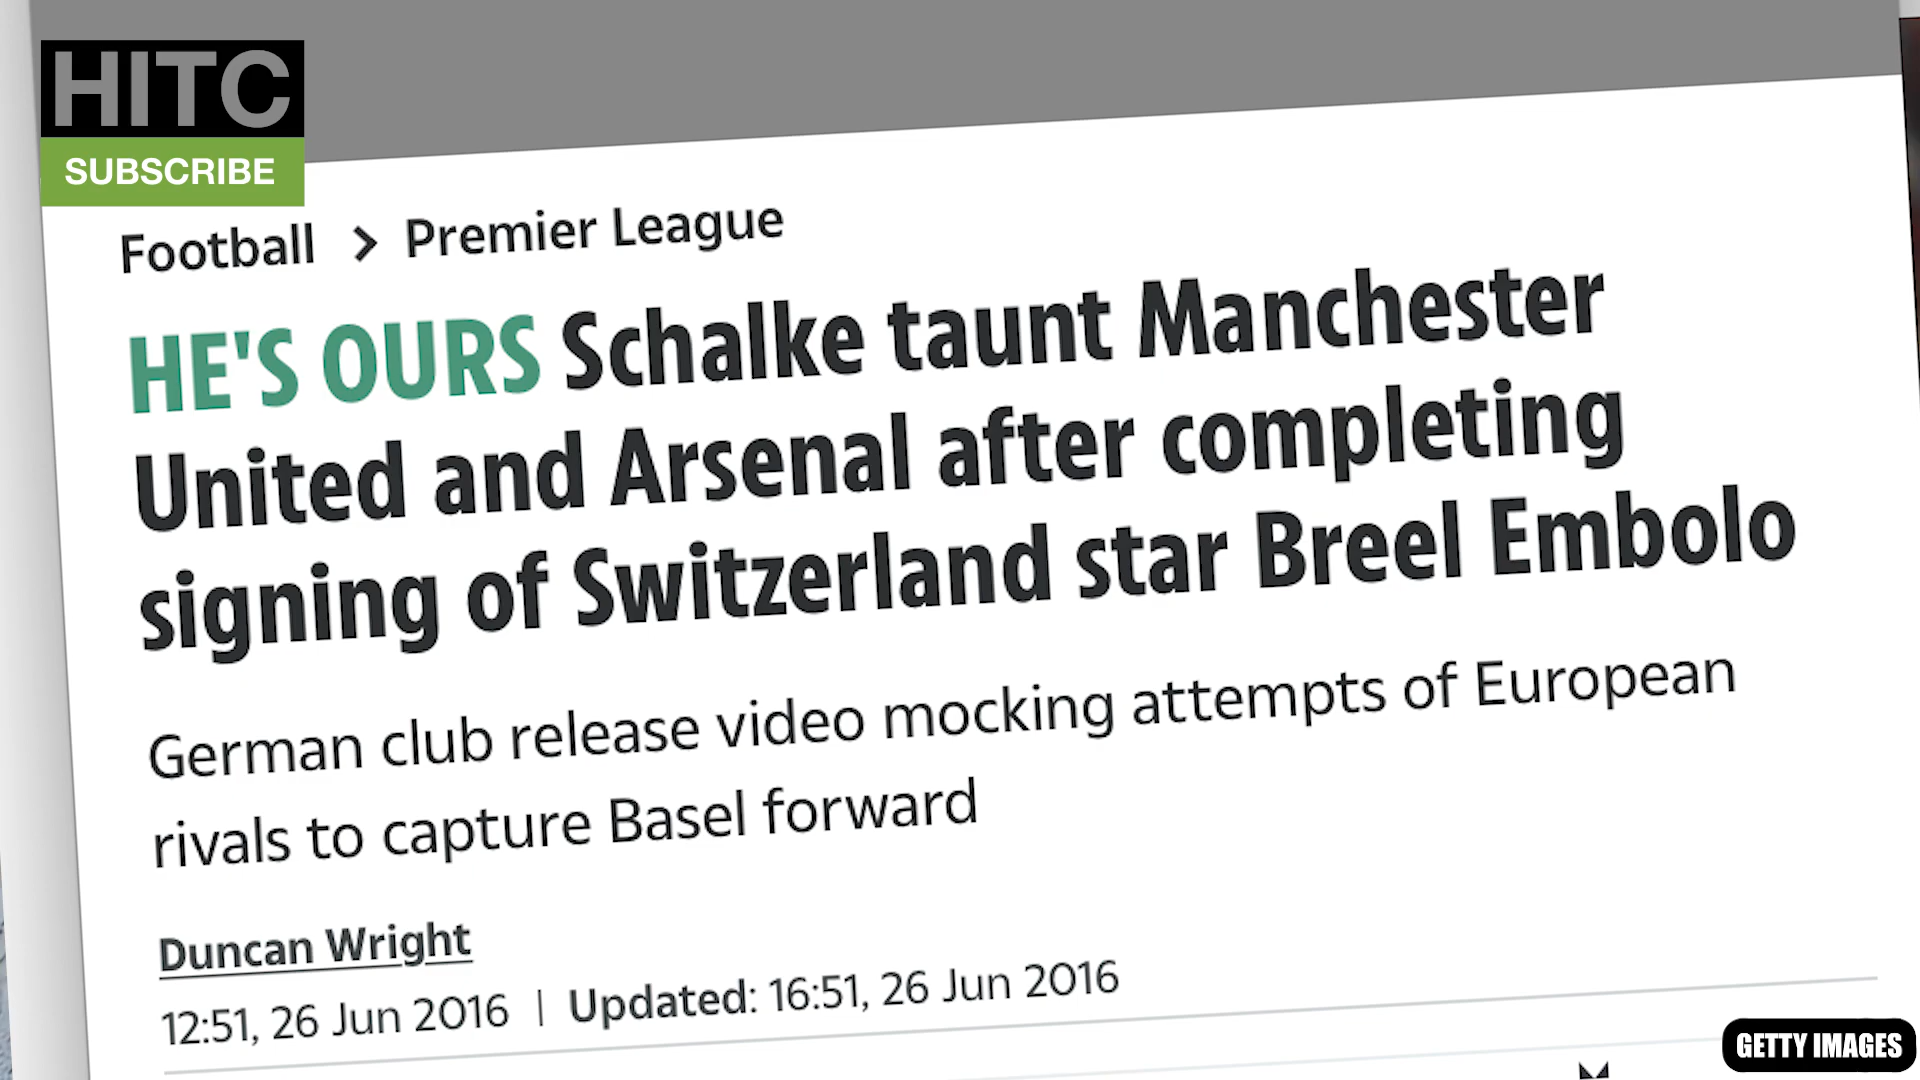 HITC
SUBSCRIBE
Football > Premier League
HE'S OURS Schalke taunt Manchester
United and Arsenal after completing
signing of Switzerland star Breel Embolo
German club release video mocking attempts of European
rivals to capture Basel forward
Duncan Wright
12:51, 26 Jun 2016 | Updated: 16:51, 26 Jun 2016
GETTY IMAGES